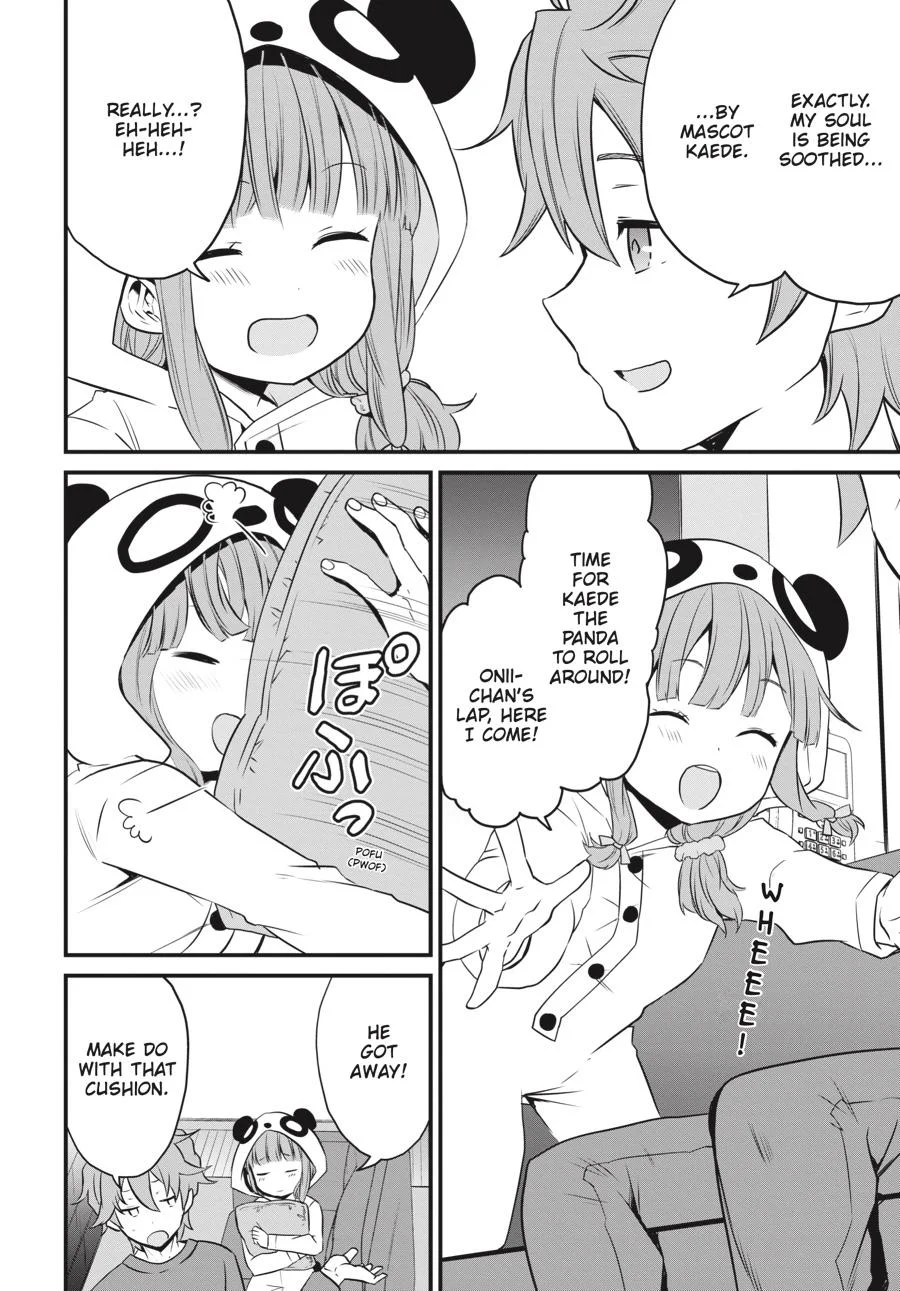 EXACTLY.
MY SOUL
IS BEING
SOOTHED...
...BY
MASCOT
KAEDE.
REALLY...?
EH-HEH-
HEH...!
TIME
FOR
KAEDE
THE
PANDA
TO ROLL
AROUND!
ONII-
CHAN'S
LAP, HERE
I COME!
WHEEE!
ぽふっ
POFU
(PWOF)
HE
GOT
AWAY!
MAKE DO
WITH THAT
CUSHION.